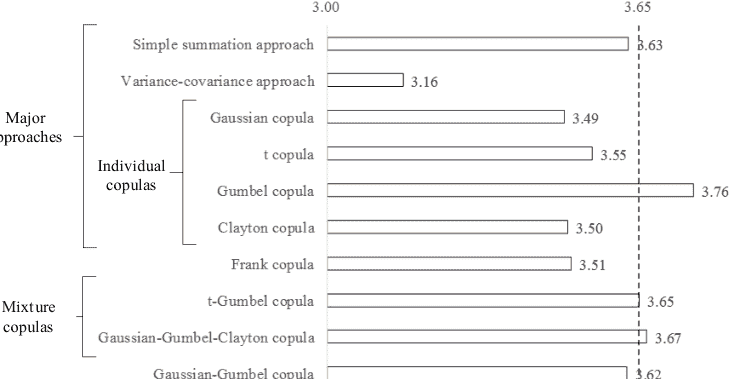 3.00 3.65
Simple summation approach 3.63
Variance-covariance approach 3.16
Major
pproaches
Gaussian copula 3.49
t copula 3.55
Individual
copulas
Gumbel copula 3.76
Clayton copula 3.50
Frank copula 3.51
Mixture
copulas
t-Gumbel copula 3.65
Gaussian-Gumbel-Clayton copula 3.67
Gaussian-Gumbel copula 3.62